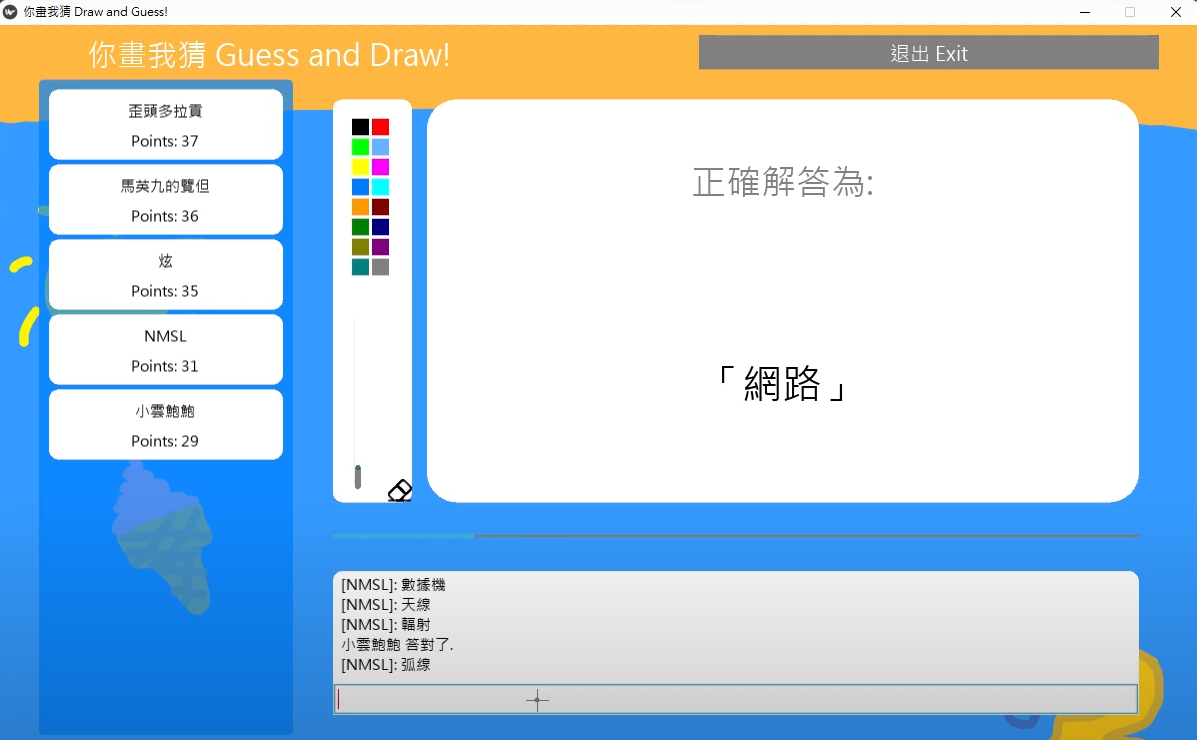 你畫我猜 Draw and Guess!
你畫我猜 Guess and Draw!
退出 Exit
歪頭多拉貢
Points: 37
馬英九的覽但
Points: 36
炫
Points: 35
NMSL
Points: 31
小雲鮑鮑
Points: 29
正確解答為:
「網路」
[NMSL]: 數據機
[NMSL]: 天線
[NMSL]: 輻射
小雲鮑鮑 答對了.
[NMSL]: 弧線